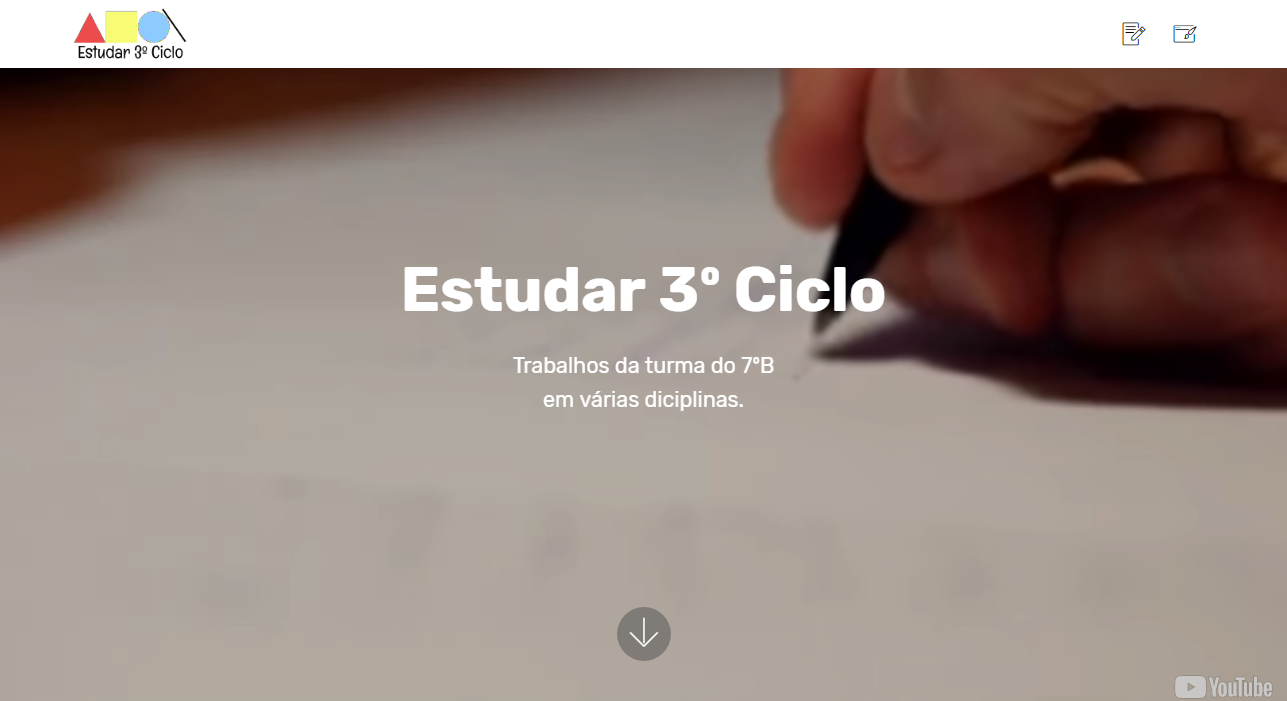 Estudar 3º Ciclo
Estudar 3º Ciclo
Trabalhos da turma do 7ºB
em várias diciplinas.
YouTube